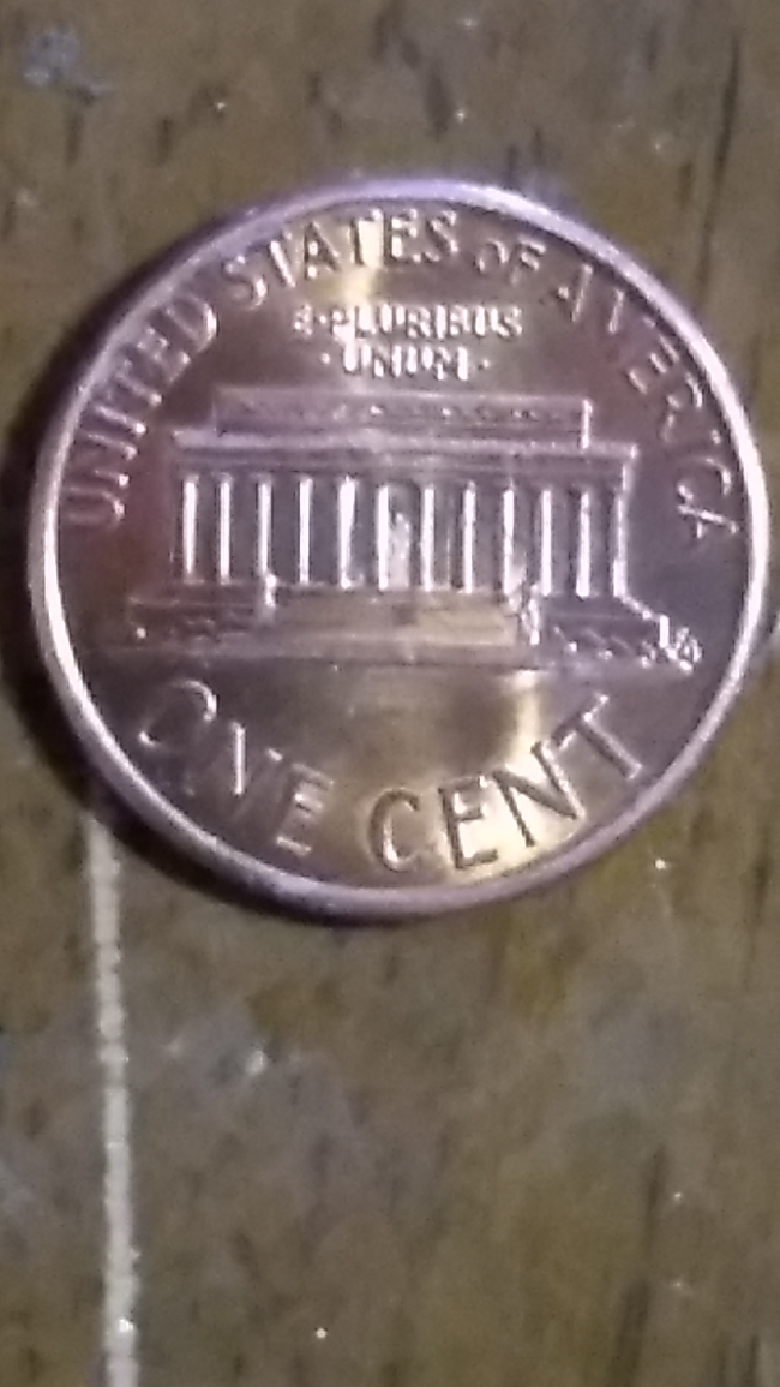 UNITED STATES OF AMERICA
E·PLURIBUS
·UNUM·
ONE CENT